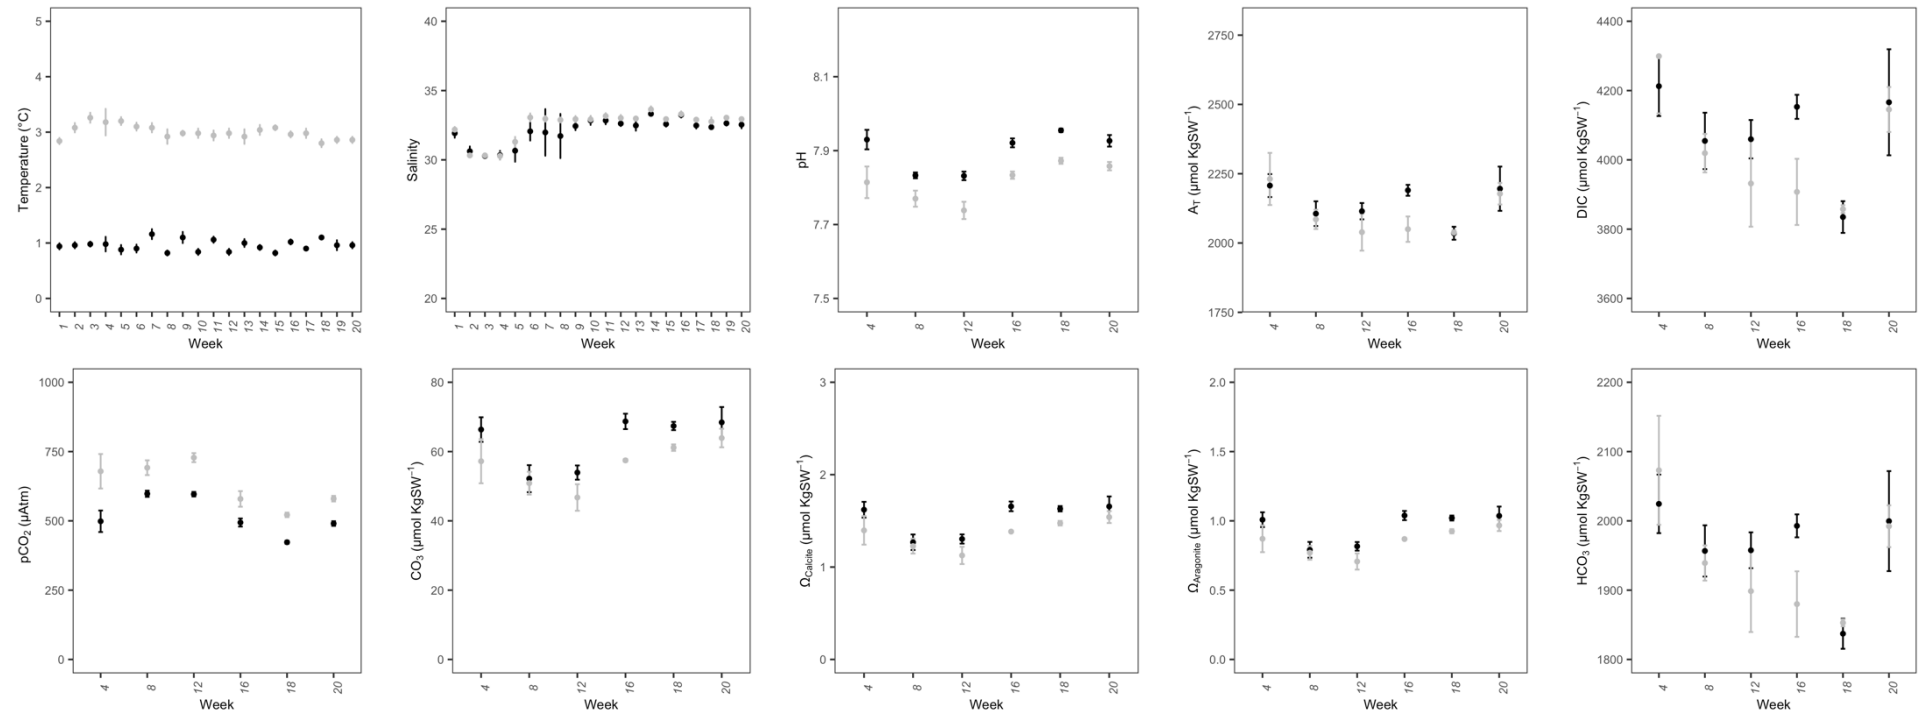 Temperature (°C)
5
4
3
2
1
0
1 2 3 4 5 6 7 8 9 10 11 12 13 14 15 16 17 18 19 20
Week
Salinity
40
35
30
25
20
1 2 3 4 5 6 7 8 9 10 11 12 13 14 15 16 17 18 19 20
Week
pH
8.1
7.9
7.7
7.5
4 8 12 16 18 20
Week
A_T (µmol KgSW⁻¹)
2750
2500
2250
2000
1750
4 8 12 16 18 20
Week
DIC (µmol KgSW⁻¹)
4400
4200
4000
3800
3600
4 8 12 16 18 20
Week
pCO₂ (µAtm)
1000
750
500
250
0
4 8 12 16 18 20
Week
CO₃ (µmol KgSW⁻¹)
80
60
40
20
0
4 8 12 16 18 20
Week
Ω_Calcite (µmol KgSW⁻¹)
3
2
1
0
4 8 12 16 18 20
Week
Ω_Aragonite (µmol KgSW⁻¹)
2.0
1.5
1.0
0.5
0.0
4 8 12 16 18 20
Week
HCO₃ (µmol KgSW⁻¹)
2200
2100
2000
1900
1800
4 8 12 16 18 20
Week